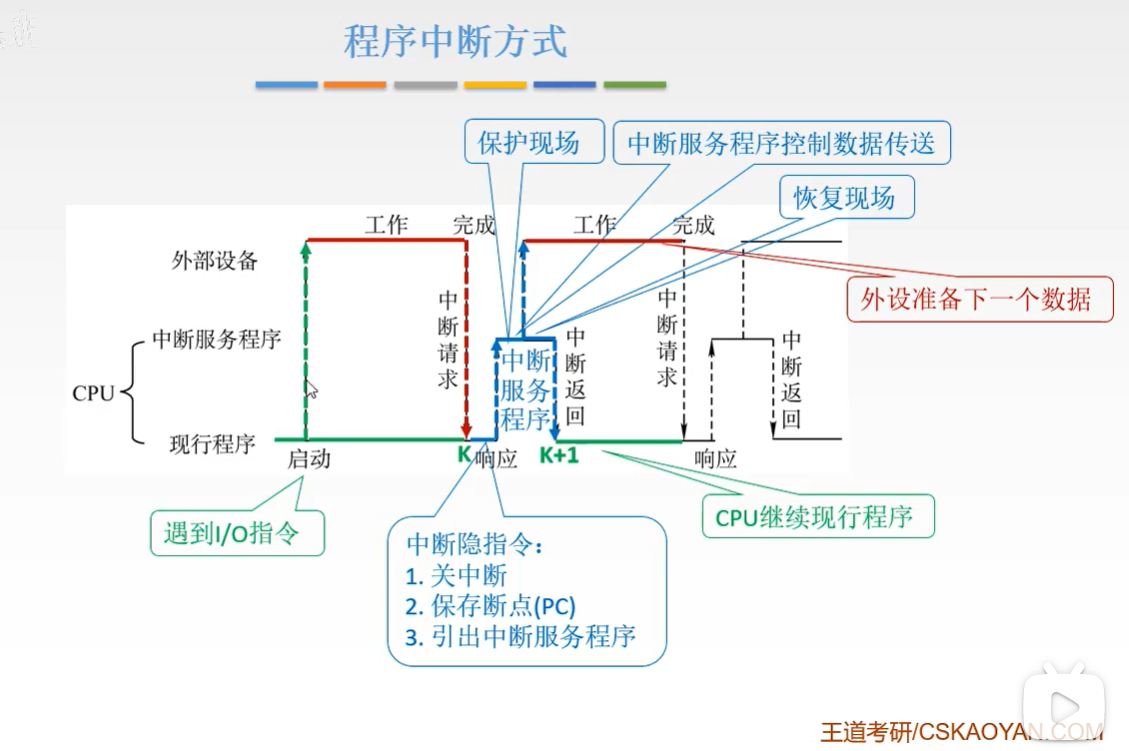 程序中断方式
保护现场
中断服务程序控制数据传送
恢复现场
工作
完成
工作
完成
外部设备
外设准备下一个数据
中断请求
中断请求
中断服务程序
中断服务程序
中断返回
中断返回
CPU
现行程序
启动
K
响应
K+1
响应
遇到I/O指令
CPU继续现行程序
中断隐指令：
1. 关中断
2. 保存断点(PC)
3. 引出中断服务程序
王道考研/CSKAOYAN.COM